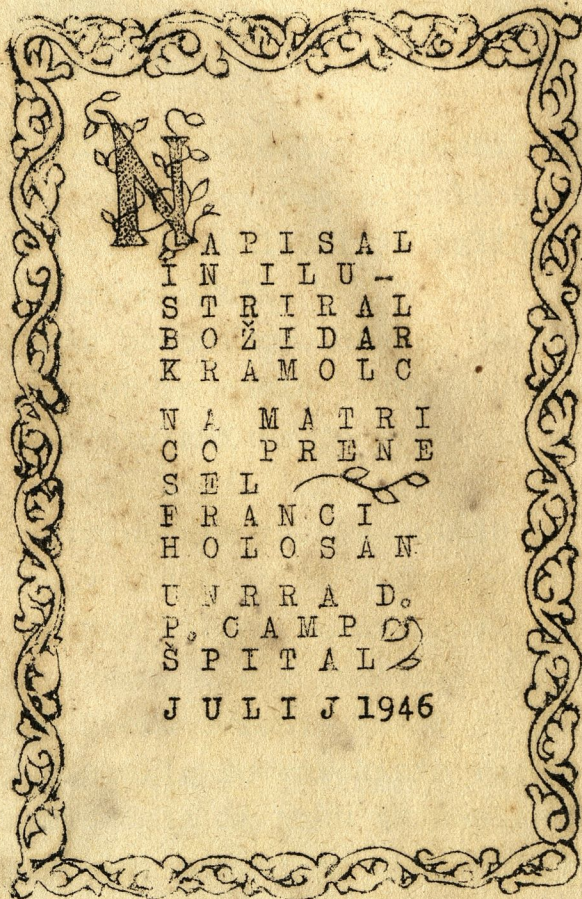 NAPISAL
IN ILU-
STRIRAL
BOŽIDAR
KRAMOLC
NA MATRI
CO PRENE
SEL
FRANCI
HOLOSAN
UNRRA D.
P. CAMP
ŠPITAL
JULIJ 1946